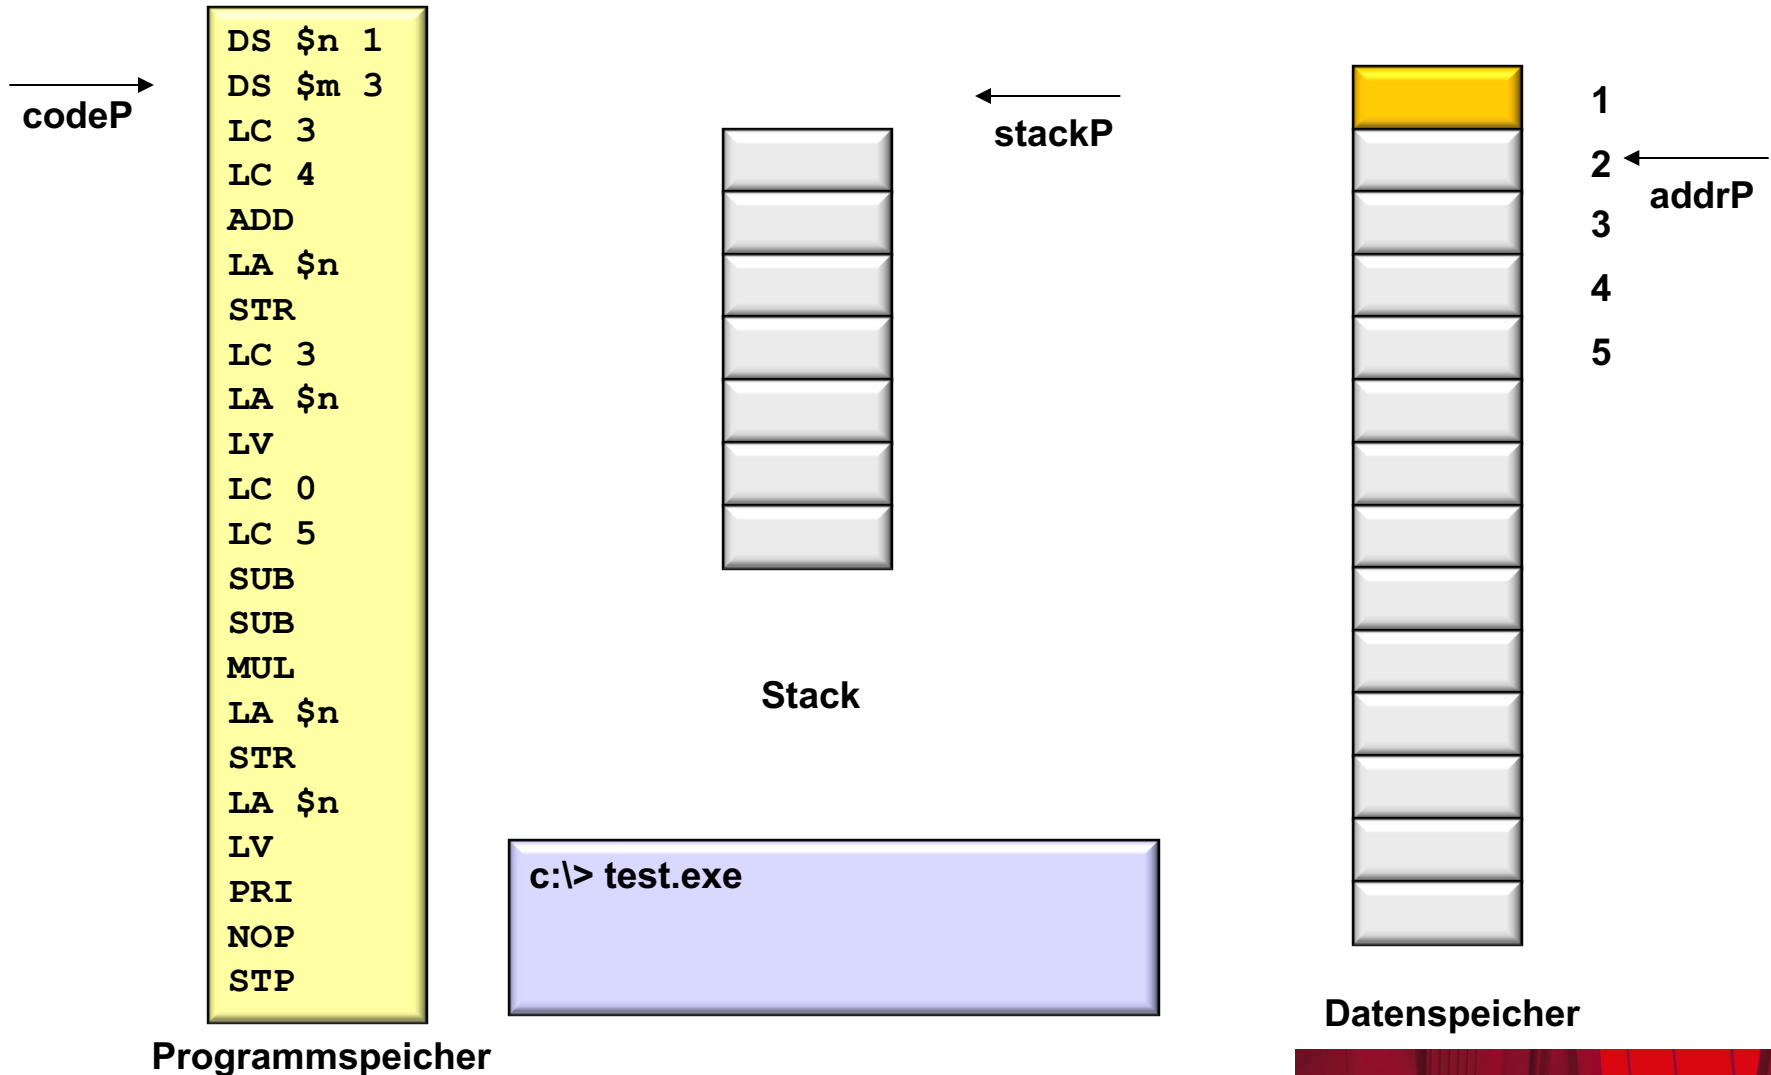 DS $n 1
DS $m 3
LC 3
LC 4
ADD
LA $n
STR
LC 3
LA $n
LV
LC 0
LC 5
SUB
SUB
MUL
LA $n
STR
LA $n
LV
PRI
NOP
STP
codeP
Programmspeicher
stackP
Stack
c:\> test.exe
1
2
3
4
5
addrP
Datenspeicher